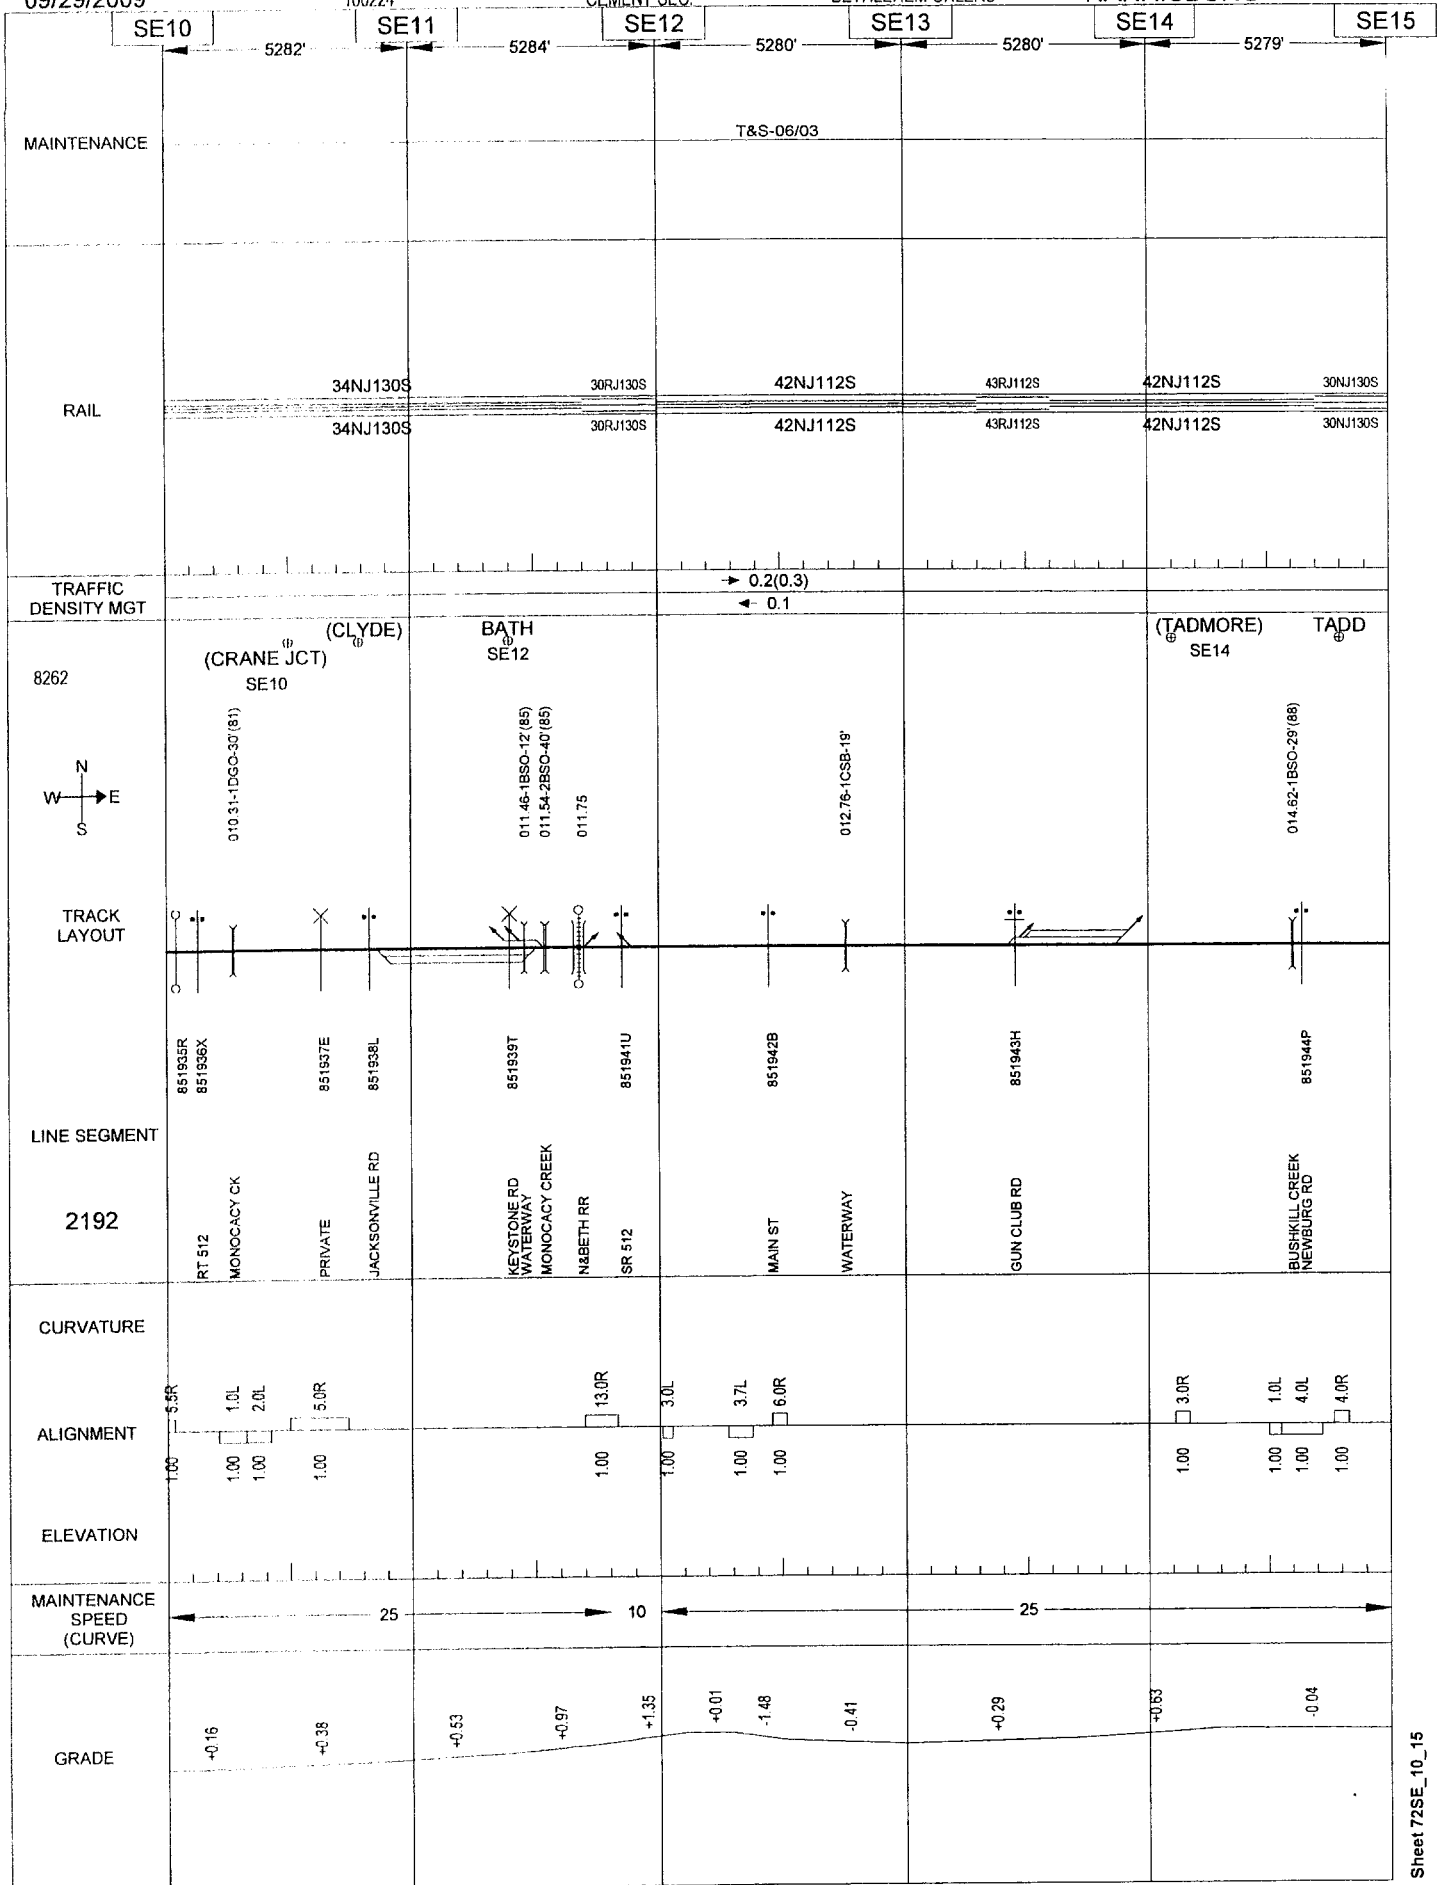 09/29/2009
SE10 SE11 SE12 SE13 SE14 SE15
5282' 5284' 5280' 5280' 5279'
MAINTENANCE
T&S-06/03
34NJ130S 30RJ130S 42NJ112S 43RJ112S 42NJ112S 30NJ130S
RAIL
34NJ130S 30RJ130S 42NJ112S 43RJ112S 42NJ112S 30NJ130S
TRAFFIC
DENSITY MGT
0.2(0.3)
0.1
(CLYDE) BATH (TADMORE) TADD
(CRANE JCT) SE12 SE14
8262
SE10
N
W E
S
010.31-1DGO-30'(81)
011.46-1BSO-12'(85)
011.54-2BSO-40'(85)
011.75
012.76-1CSB-19'
014.62-1BSO-29'(88)
TRACK
LAYOUT
851935R
851936X
851937E
851938L
851939T
851941U
851942B
851943H
851944P
LINE SEGMENT
2192
RT 512
MONOCACY CK
PRIVATE
JACKSONVILLE RD
KEYSTONE RD
WATERWAY
MONOCACY CREEK
N&BETH RR
SR 512
MAIN ST
WATERWAY
GUN CLUB RD
BUSHKILL CREEK
NEWBURG RD
CURVATURE
5.5R 1.0L 2.0L 5.0R 13.0R 3.0L 3.7L 6.0R 3.0R 1.0L 4.0L 4.0R
ALIGNMENT
1.00 1.00 1.00 1.00 1.00 1.00 1.00 1.00 1.00 1.00 1.00 1.00
ELEVATION
MAINTENANCE
SPEED
(CURVE)
25 10 25
GRADE
+0.16 +0.38 +0.53 +0.97 +1.35 +0.01 -1.48 -0.41 +0.29 +0.63 -0.04
Sheet 72SE_10_15